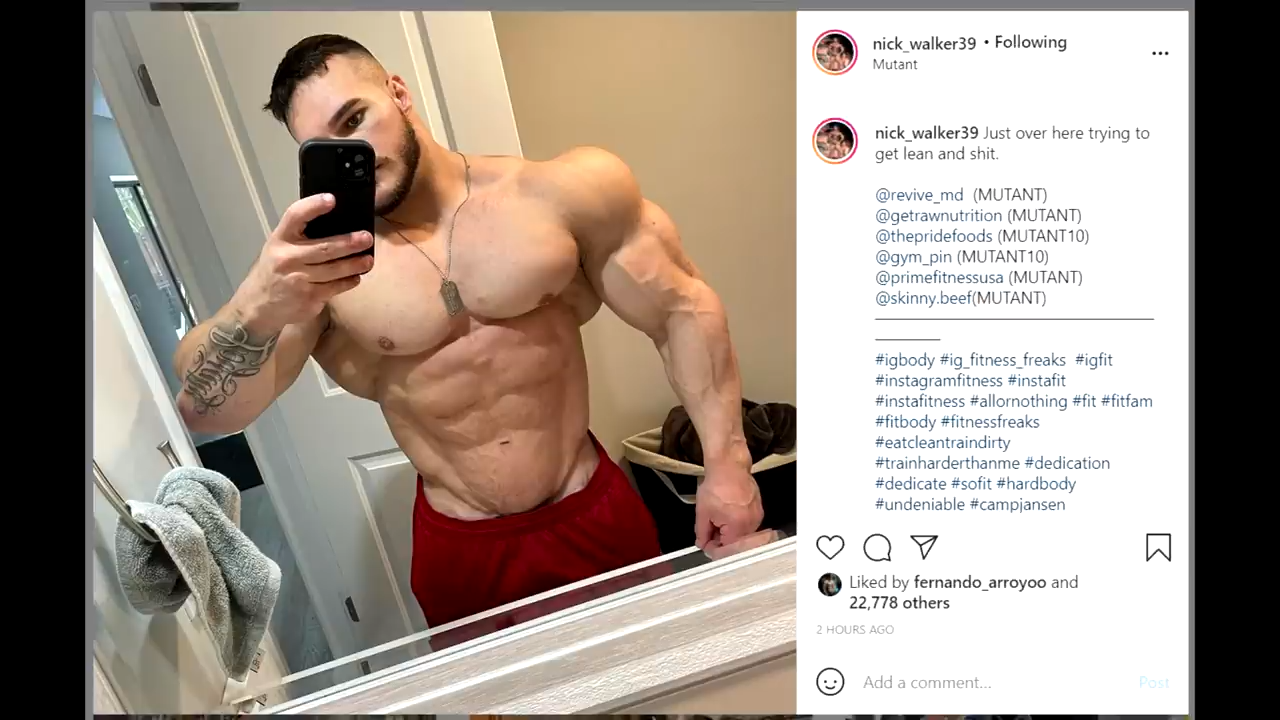 nick_walker39 • Following
Mutant
nick_walker39 Just over here trying to
get lean and shit.
@revive_md (MUTANT)
@getrawnutrition (MUTANT)
@thepridefoods (MUTANT10)
@gym_pin (MUTANT10)
@primefitnessusa (MUTANT)
@skinny.beef(MUTANT)
#igbody #ig_fitness_freaks #igfit
#instagramfitness #instafit
#instafitness #allornothing #fit #fitfam
#fitbody #fitnessfreaks
#eatcleantraindirty
#trainharderthanme #dedication
#dedicate #sofit #hardbody
#undeniable #campjansen
Liked by fernando_arroyoo and
22,778 others
2 HOURS AGO
Add a comment... Post